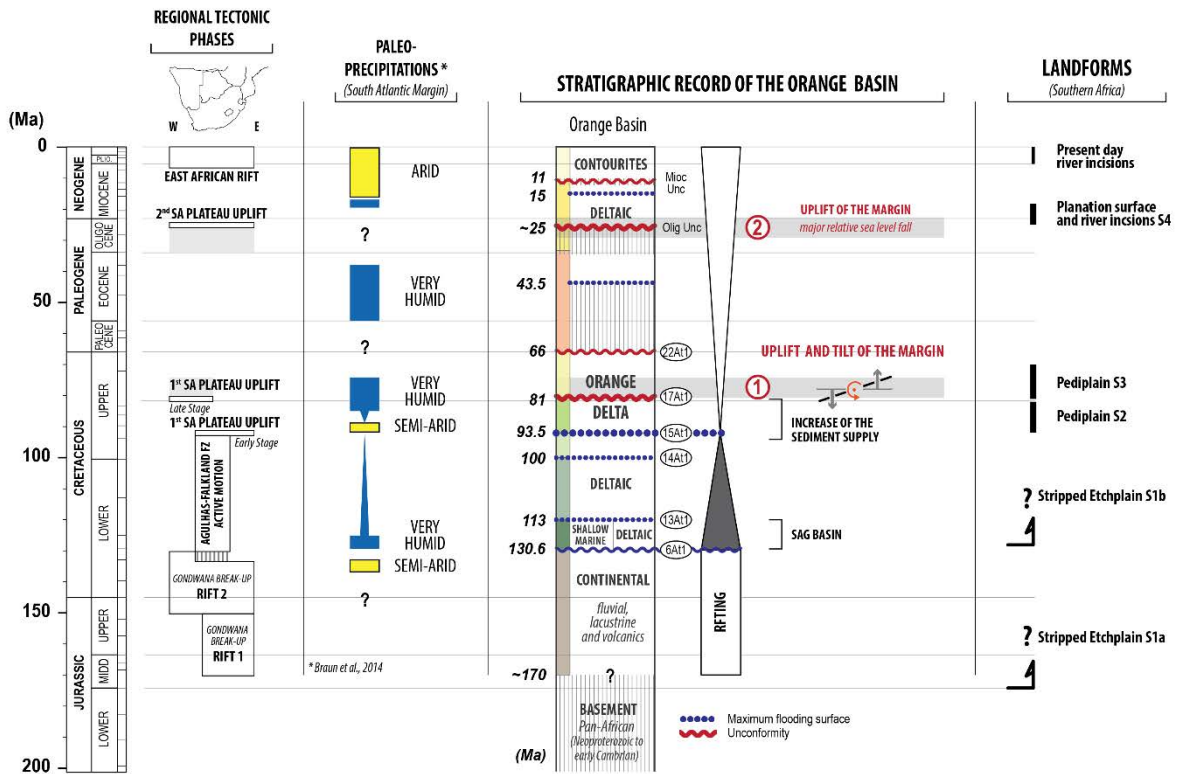 REGIONAL TECTONIC
PHASES
W E
PALEO-
PRECIPITATIONS *
(South Atlantic Margin)
STRATIGRAPHIC RECORD OF THE ORANGE BASIN
Orange Basin
LANDFORMS
(Southern Africa)
(Ma)
0
50
100
150
200
NEOGENE
PLIO.
MIOCENE
PALEOGENE
OLIGO
CENE
EOCENE
PALEO
CENE
CRETACEOUS
UPPER
LOWER
JURASSIC
UPPER
MIDD
LOWER
EAST AFRICAN RIFT
2nd SA PLATEAU UPLIFT
1st SA PLATEAU UPLIFT
Late Stage
1st SA PLATEAU UPLIFT
Early Stage
AGULHAS-FALKLAND FZ
ACTIVE MOTION
GONDWANA BREAK-UP
RIFT 2
GONDWANA
BREAK-UP
RIFT 1
ARID
?
VERY
HUMID
?
VERY
HUMID
SEMI-ARID
VERY
HUMID
SEMI-ARID
?
* Braun et al., 2014
11
15
~25
43.5
66
81
93.5
100
113
130.6
~170
(Ma)
CONTOURITES
DELTAIC
ORANGE
DELTA
DELTAIC
SHALLOW
MARINE
DELTAIC
CONTINENTAL
fluvial,
lacustrine
and volcanics
?
BASEMENT
Pan-African
(Neoproterozoic to
early Cambrian)
Mioc
Unc
Olig Unc
22At1
17At1
15At1
14At1
13At1
6At1
RFTING
2
UPLIFT OF THE MARGIN
major relative sea level fall
UPLIFT AND TILT OF THE MARGIN
1
INCREASE OF THE
SEDIMENT SUPPLY
SAG BASIN
Maximum flooding surface
Unconformity
Present day
river incisions
Planation surface
and river incsions S4
Pediplain S3
Pediplain S2
? Stripped Etchplain S1b
? Stripped Etchplain S1a